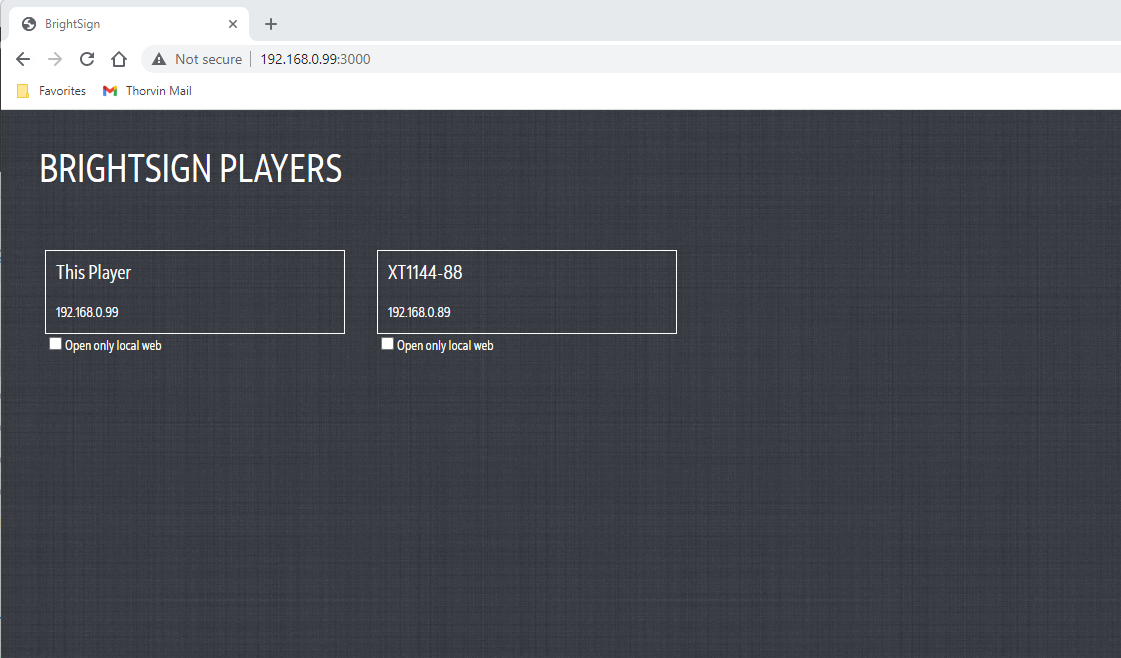 BrightSign
Not secure | 192.168.0.99:3000
Favorites Thorvin Mail
BRIGHTSIGN PLAYERS
This Player
192.168.0.99
Open only local web
XT1144-88
192.168.0.89
Open only local web